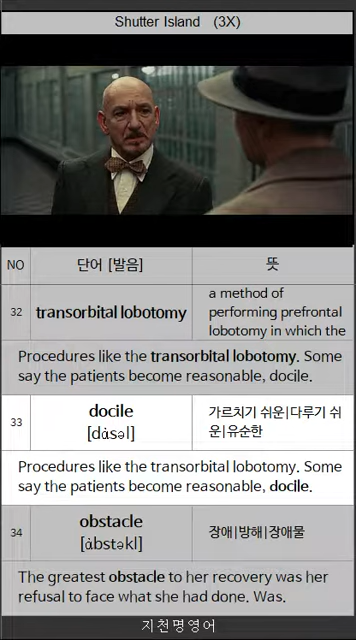 Shutter Island (3X)
NO 단어 [발음] 뜻
32 transorbital lobotomy a method of
performing prefrontal
lobotomy in which the
Procedures like the transorbital lobotomy. Some
say the patients become reasonable, docile.
33 docile 가르치기 쉬운|다루기 쉬
[dɑ́səl] 운|유순한
Procedures like the transorbital lobotomy. Some
say the patients become reasonable, docile.
34 obstacle 장애|방해|장애물
[ɑ́bstəkl]
The greatest obstacle to her recovery was her
refusal to face what she had done. Was.
지천명영어